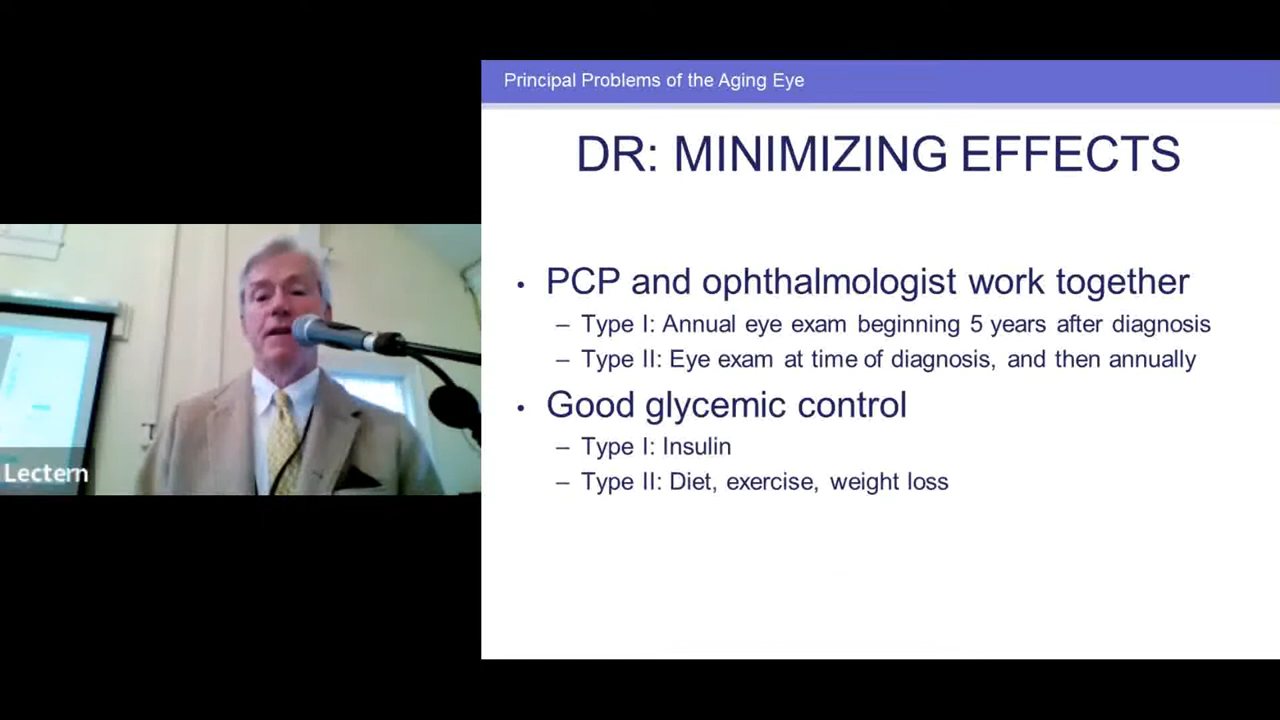 Principal Problems of the Aging Eye
DR: MINIMIZING EFFECTS
• PCP and ophthalmologist work together
– Type I: Annual eye exam beginning 5 years after diagnosis
– Type II: Eye exam at time of diagnosis, and then annually
• Good glycemic control
– Type I: Insulin
– Type II: Diet, exercise, weight loss
Lectern